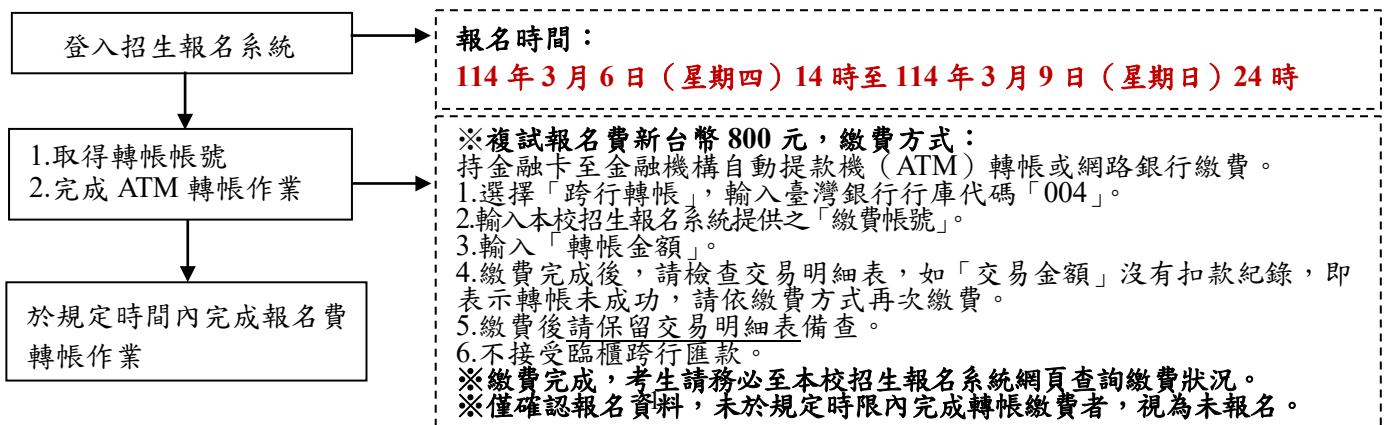 登入招生報名系統
報名時間：
114 年 3 月 6 日（星期四）14 時至 114 年 3 月 9 日（星期日）24 時
1.取得轉帳帳號
2.完成 ATM 轉帳作業
※複試報名費新台幣 800 元，繳費方式：
持金融卡至金融機構自動提款機（ATM）轉帳或網路銀行繳費。
1.選擇「跨行轉帳」，輸入臺灣銀行行庫代碼「004」。
2.輸入本校招生報名系統提供之「繳費帳號」。
3.輸入「轉帳金額」。
4.繳費完成後，請檢查交易明細表，如「交易金額」沒有扣款紀錄，即
表示轉帳未成功，請依繳費方式再次繳費。
5.繳費後請保留交易明細表備查。
6.不接受臨櫃跨行匯款。
※繳費完成，考生請務必至本校招生報名系統網頁查詢繳費狀況。
※僅確認報名資料，未於規定時限內完成轉帳繳費者，視為未報名。
於規定時間內完成報名費
轉帳作業